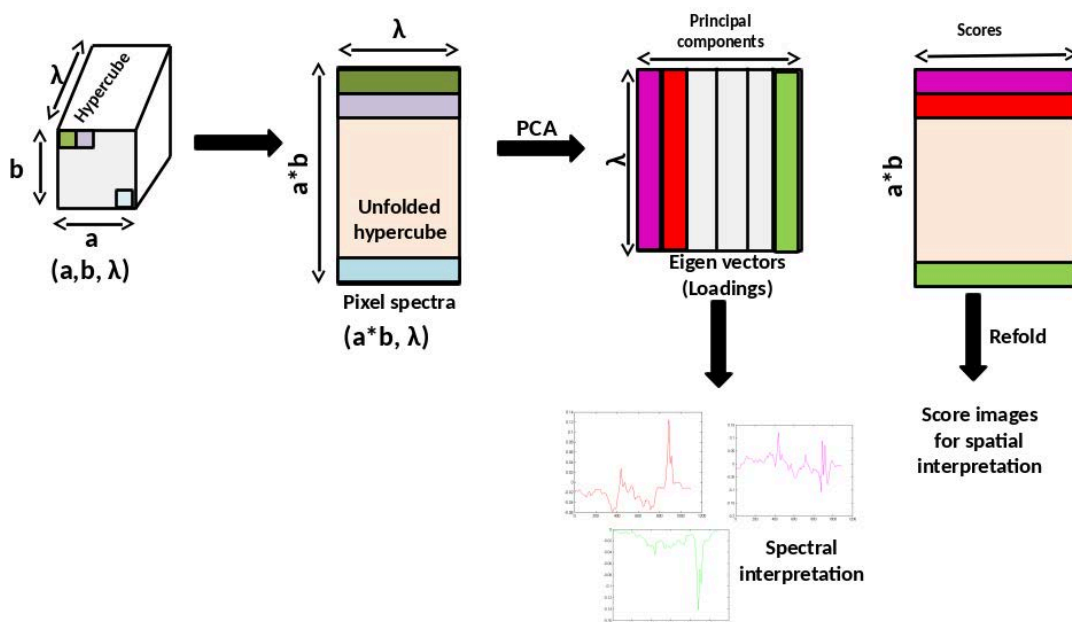 λ
Hypercube
b
a
(a,b, λ)
λ
a*b
Unfolded
hypercube
Pixel spectra
(a*b, λ)
PCA
Principal
components
λ
Eigen vectors
(Loadings)
Scores
a*b
Refold
Score images
for spatial
interpretation
Spectral
interpretation